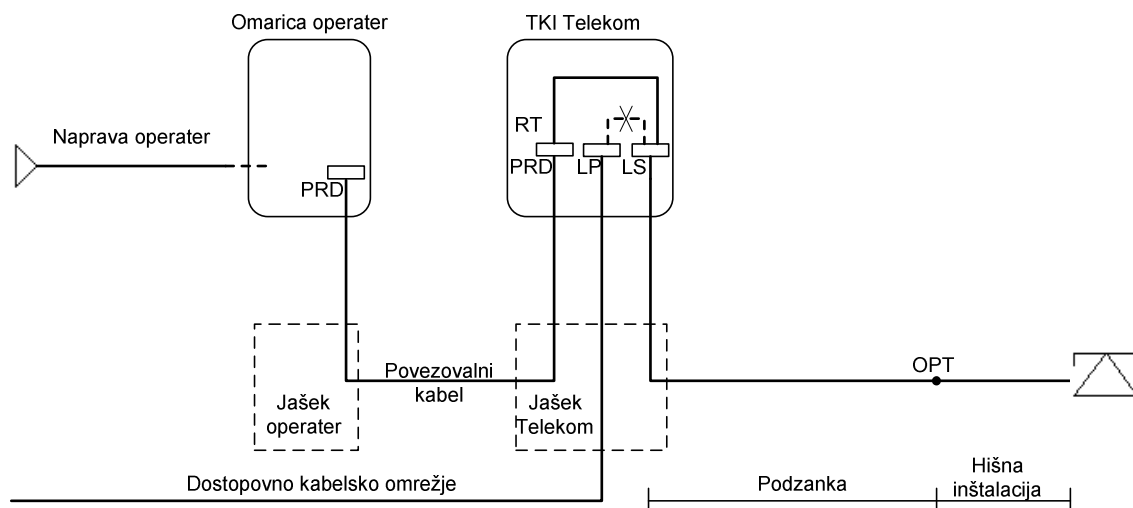 Omarica operater
TKI Telekom
Naprava operater
RT
PRD
PRD
LP
LS
OPT
Povezovalni
kabel
Jašek
operater
Jašek
Telekom
Dostopovno kabelsko omrežje
Podzanka
Hišna
inštalacija